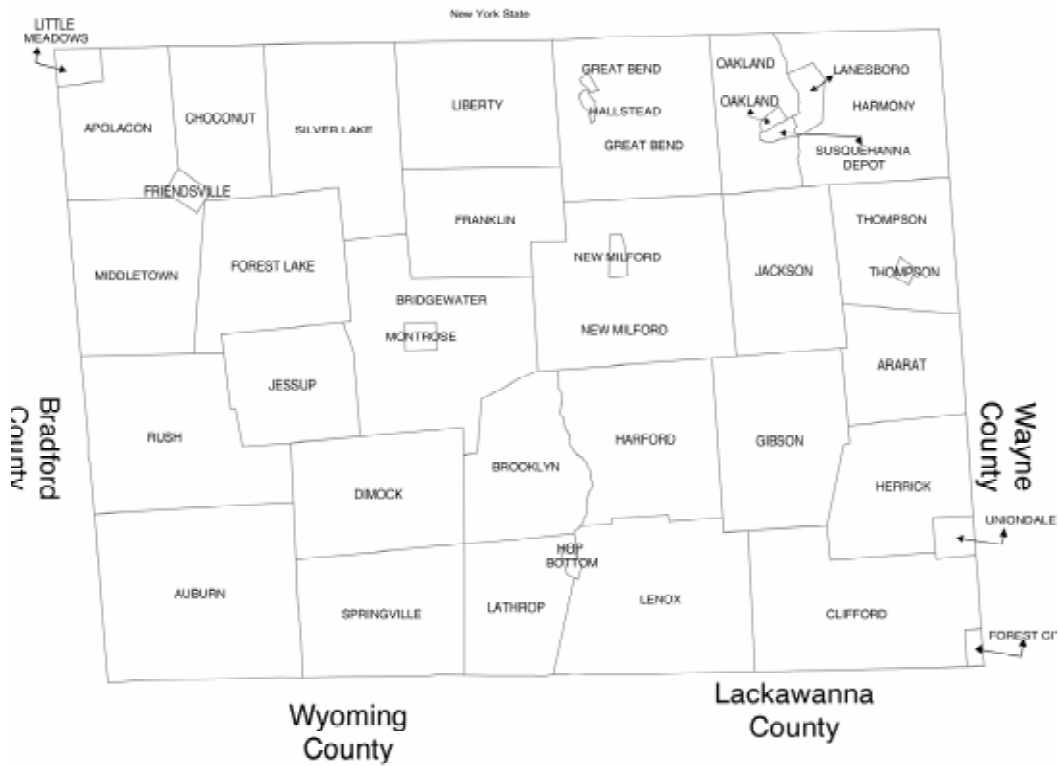 New York State
LITTLE
MEADOWS
APOLACON
CHOCONUT
SILVER LAKE
LIBERTY
GREAT BEND
HALLSTEAD
GREAT BEND
OAKLAND
OAKLAND
LANESBORO
HARMONY
SUSQUEHANNA
DEPOT
FRIENDSVILLE
FRANKLIN
THOMPSON
MIDDLETOWN
FOREST LAKE
NEW MILFORD
JACKSON
THOMPSON
BRIDGEWATER
MONTROSE
NEW MILFORD
ARARAT
JESSUP
Bradford
County
RUSH
HARFORD
GIBSON
Wayne
County
BROOKLYN
DIMOCK
HERRICK
UNIONDALE
HOP
BOTTOM
AUBURN
SPRINGVILLE
LATHROP
LENOX
CLIFFORD
FOREST CIT
Wyoming
County
Lackawanna
County